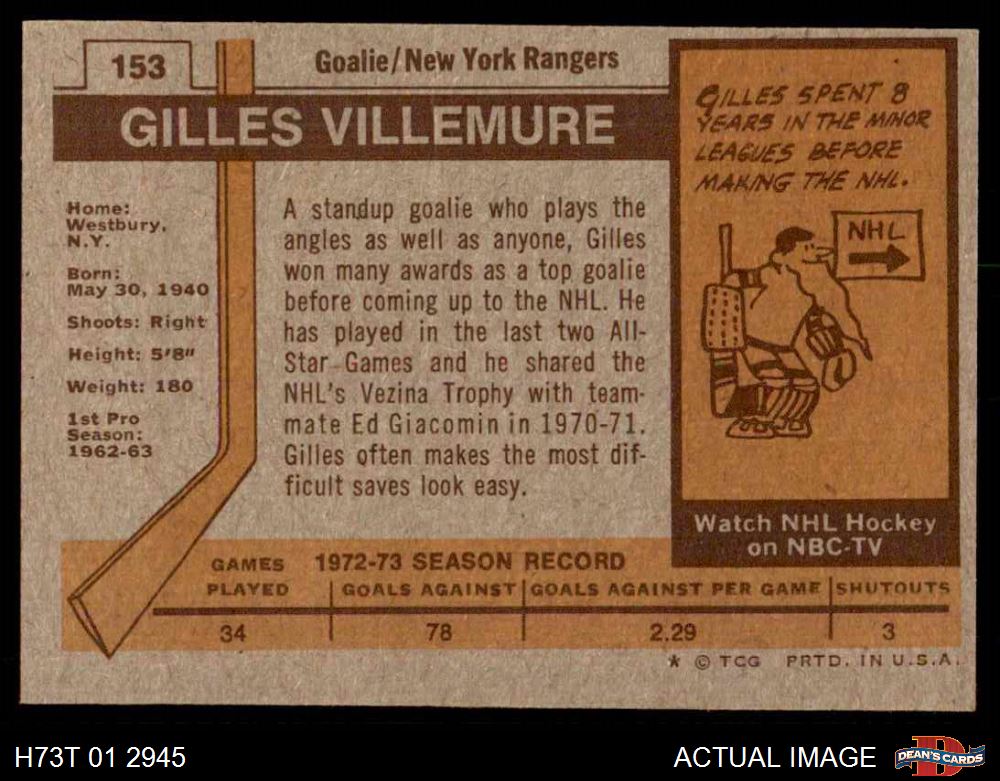 153
Goalie/New York Rangers
GILLES VILLEMURE
Home:
Westbury,
N.Y.
Born:
May 30, 1940
Shoots: Right
Height: 5'8"
Weight: 180
1st Pro
Season:
1962-63
A standup goalie who plays the
angles as well as anyone, Gilles
won many awards as a top goalie
before coming up to the NHL. He
has played in the last two All-
Star Games and he shared the
NHL's Vezina Trophy with team-
mate Ed Giacomin in 1970-71.
Gilles often makes the most dif-
ficult saves look easy.
GILLES SPENT 8
YEARS IN THE MINOR
LEAGUES BEFORE
MAKING THE NHL.
NHL
Watch NHL Hockey
on NBC-TV
1972-73 SEASON RECORD
GAMES
PLAYED GOALS AGAINST GOALS AGAINST PER GAME SHUTOUTS
34 78 2.29 3
* © TCG PRTD. IN U.S.A.
H73T 01 2945 ACTUAL IMAGE
D
DEAN'S CARDS